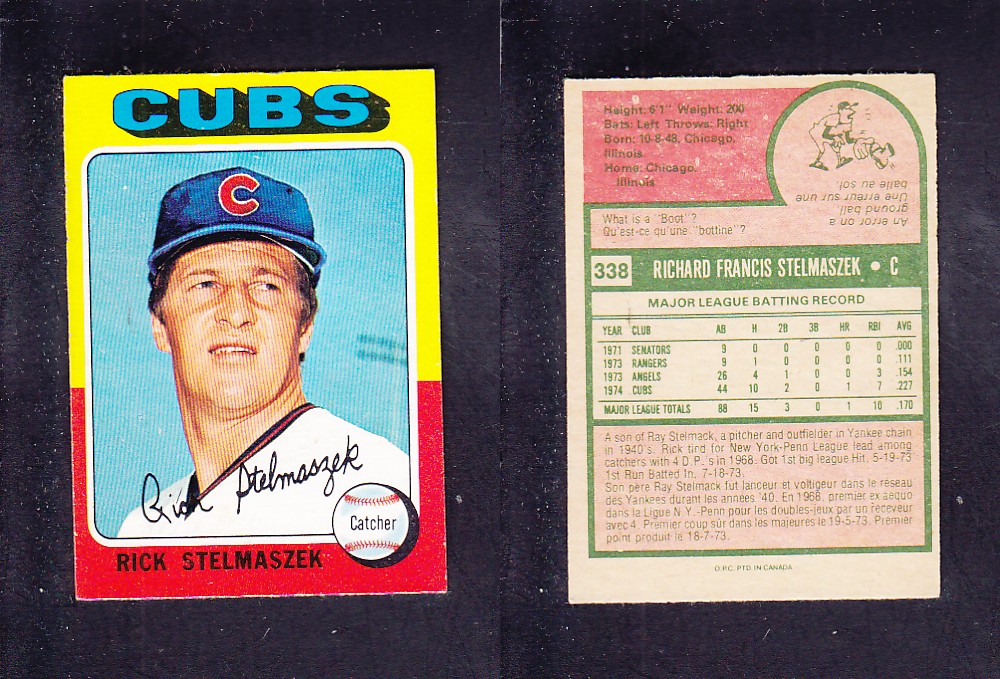 CUBS
C
Rick Stelmaszek
Catcher
RICK STELMASZEK
Height: 6'1" Weight: 200
Bats: Left Throws: Right
Born: 10-8-48, Chicago,
Illinois
Home: Chicago,
Illinois
An error on a
ground ball
Une erreur sur une
balle au sol.
What is a "Boot"?
Qu'est-ce qu'une "bottine"?
338 RICHARD FRANCIS STELMASZEK • C
MAJOR LEAGUE BATTING RECORD
YEAR CLUB AB H 2B 3B HR RBI AVG
1971 SENATORS 9 0 0 0 0 0 .000
1973 RANGERS 9 1 0 0 0 0 .111
1973 ANGELS 26 4 1 0 0 3 .154
1974 CUBS 44 10 2 0 1 7 .227
MAJOR LEAGUE TOTALS 88 15 3 0 1 10 .170
A son of Ray Stelmack, a pitcher and outfielder in Yankee chain
in 1940's. Rick tird for New York-Penn League lead among
catchers with 4 D.P.'s in 1968. Got 1st big league Hit, 5-19-73
1st Run Batted In, 7-18-73.
Son père Ray Stelmack fut lanceur et voltigeur dans le réseau
des Yankees durant les années '40. En 1968, premier ex aequo
dans la Ligue N.Y.-Penn pour les doubles-jeux par un receveur
avec 4. Premier coup sûr dans les majeures le 19-5-73. Premier
point produit le 18-7-73.
O.P.C. PTD. IN CANADA